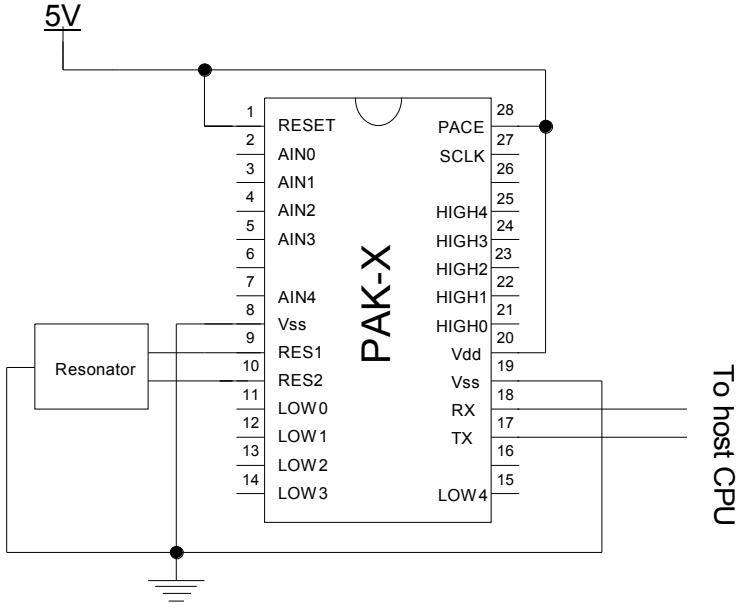 5V
1
RESET
2
AIN0
3
AIN1
4
AIN2
5
AIN3
6
7
AIN4
8
Vss
9
RES1
10
RES2
11
LOW0
12
LOW1
13
LOW2
14
LOW3
PAK-X
28
PACE
27
SCLK
26
25
HIGH4
24
HIGH3
23
HIGH2
22
HIGH1
21
HIGH0
20
Vdd
19
Vss
18
RX
17
TX
16
15
LOW4
Resonator
To host CPU